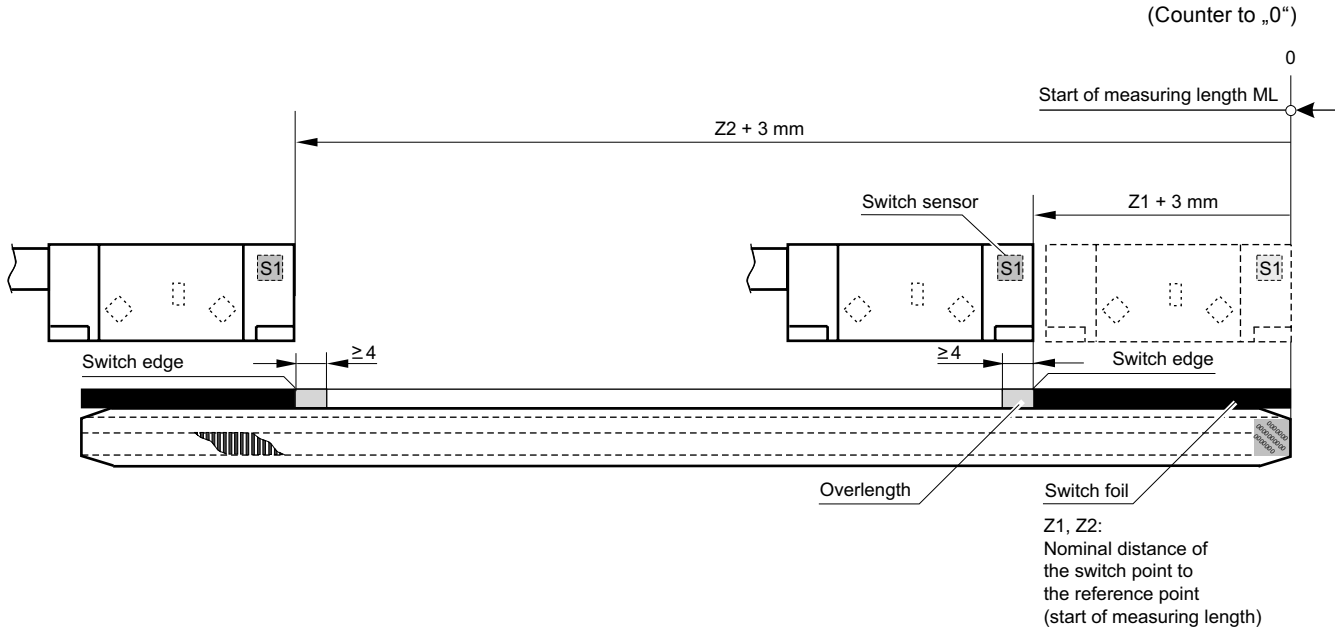 (Counter to „0“)
0
Start of measuring length ML
Z2 + 3 mm
Switch sensor
Z1 + 3 mm
S1
S1
S1
Switch edge
≥4
≥4
Switch edge
Overlength
Switch foil
Z1, Z2:
Nominal distance of
the switch point to
the reference point
(start of measuring length)